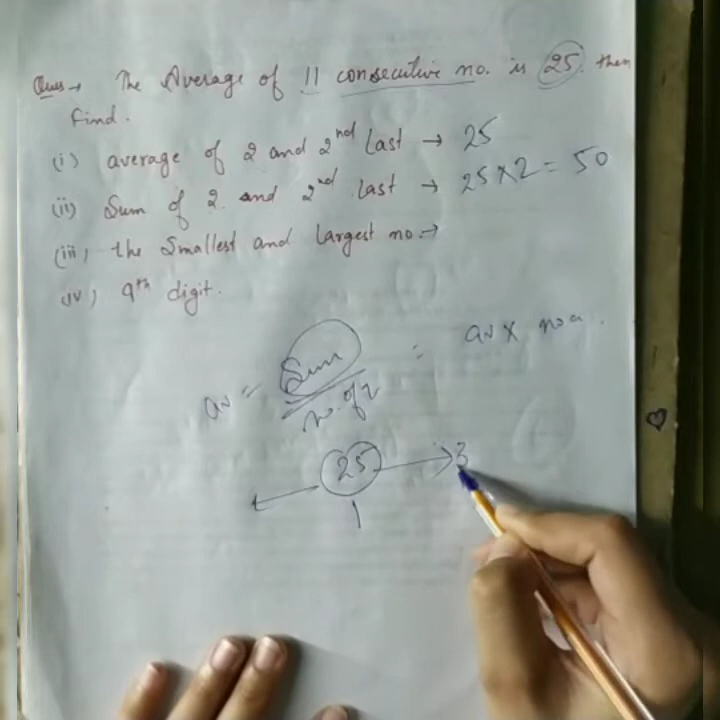 Ques → The Average of 11 consecutive no. is 25. then
find.
(i) average of 2 and 2nd last → 25
(ii) Sum of 2. and 2nd last → 25×2 = 50
(iii) the Smallest and largest no. →
(iv) 9th digit.
av = Sum / no. of = av × no
25
1